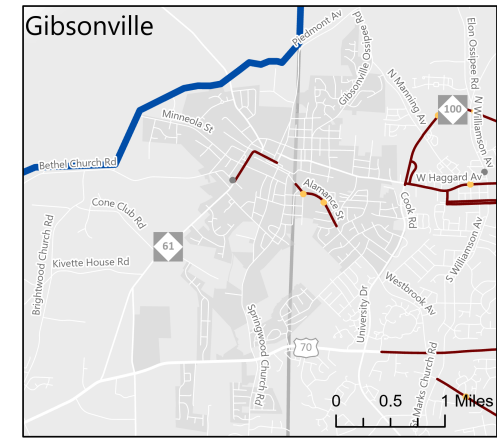 Gibsonville
Piedmont Av
Gibsonville Ossipee Rd
Elon Ossipee Rd
N Manning Av
N Williamson Av
100
Minneola St
Bethel Church Rd
W Haggard Av
Alamance St
Cone Club Rd
Cook Rd
61
Brightwood Church Rd
Kivette House Rd
S Williamson Av
Westbrook Av
University Dr
Springwood Church Rd
70
St Marks Church Rd
0 0.5 1 Miles